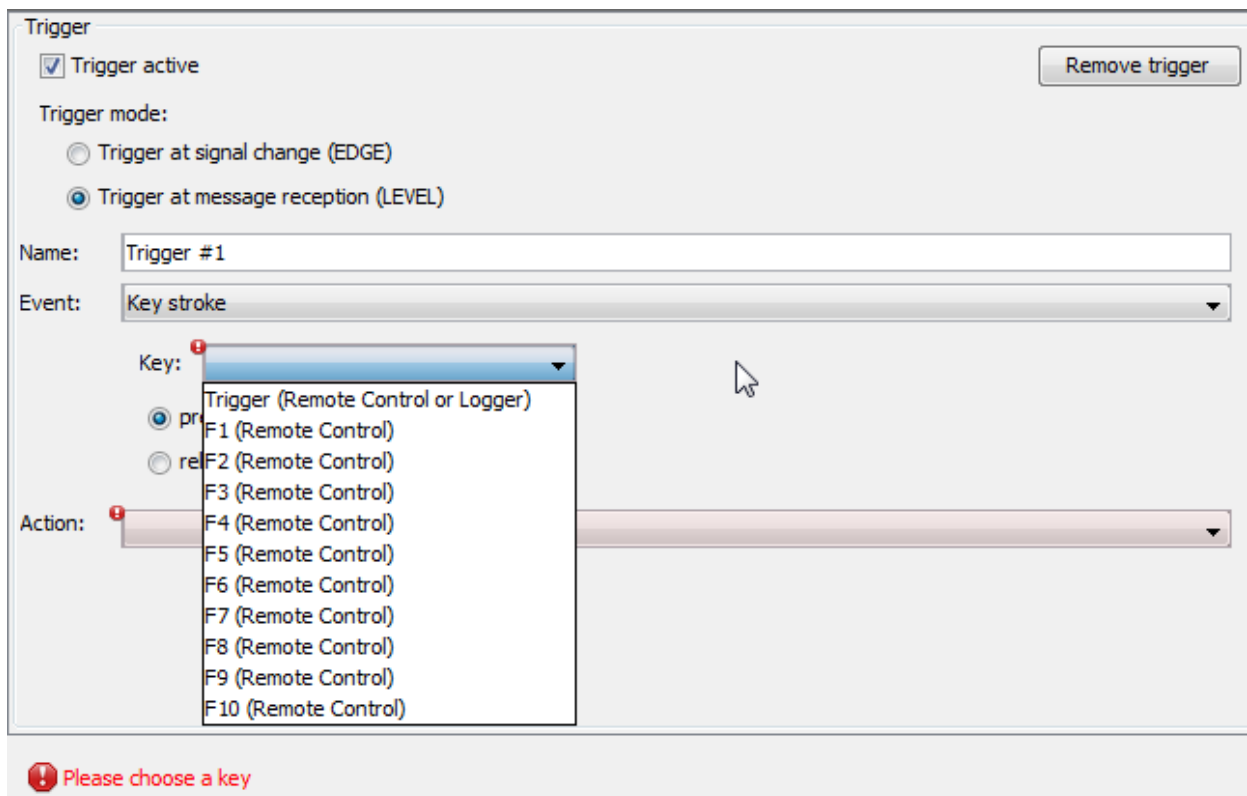 Trigger
Trigger active
Remove trigger
Trigger mode:
Trigger at signal change (EDGE)
Trigger at message reception (LEVEL)
Name: Trigger #1
Event: Key stroke
Key:
Trigger (Remote Control or Logger)
F1 (Remote Control)
F2 (Remote Control)
F3 (Remote Control)
F4 (Remote Control)
F5 (Remote Control)
F6 (Remote Control)
F7 (Remote Control)
F8 (Remote Control)
F9 (Remote Control)
F10 (Remote Control)
Action:
Please choose a key